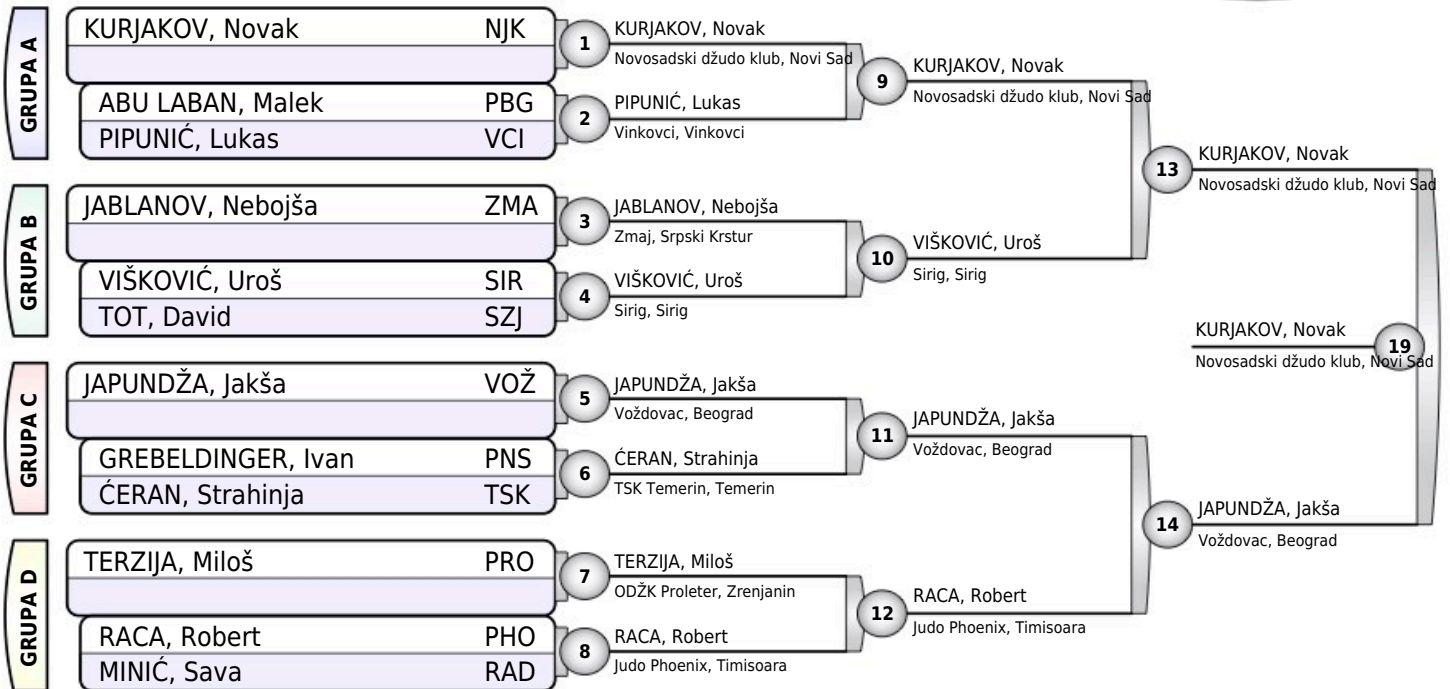 GRUPA A
KURJAKOV, Novak NJK
ABU LABAN, Malek PBG
PIPUNIĆ, Lukas VCI
GRUPA B
JABLANOV, Nebojša ZMA
VIŠKOVIĆ, Uroš SIR
TOT, David SZJ
GRUPA C
JAPUNDŽA, Jakša VOŽ
GREBELDINGER, Ivan PNS
ĆERAN, Strahinja TSK
GRUPA D
TERZIJA, Miloš PRO
RACA, Robert PHO
MINIĆ, Sava RAD
1
KURJAKOV, Novak
Novosadski džudo klub, Novi Sad
2
PIPUNIĆ, Lukas
Vinkovci, Vinkovci
3
JABLANOV, Nebojša
Zmaj, Srpski Krstur
4
VIŠKOVIĆ, Uroš
Sirig, Sirig
5
JAPUNDŽA, Jakša
Voždovac, Beograd
6
ĆERAN, Strahinja
TSK Temerin, Temerin
7
TERZIJA, Miloš
ODŽK Proleter, Zrenjanin
8
RACA, Robert
Judo Phoenix, Timisoara
9
KURJAKOV, Novak
Novosadski džudo klub, Novi Sad
10
VIŠKOVIĆ, Uroš
Sirig, Sirig
11
JAPUNDŽA, Jakša
Voždovac, Beograd
12
RACA, Robert
Judo Phoenix, Timisoara
13
KURJAKOV, Novak
Novosadski džudo klub, Novi Sad
14
JAPUNDŽA, Jakša
Voždovac, Beograd
KURJAKOV, Novak
19
Novosadski džudo klub, Novi Sad